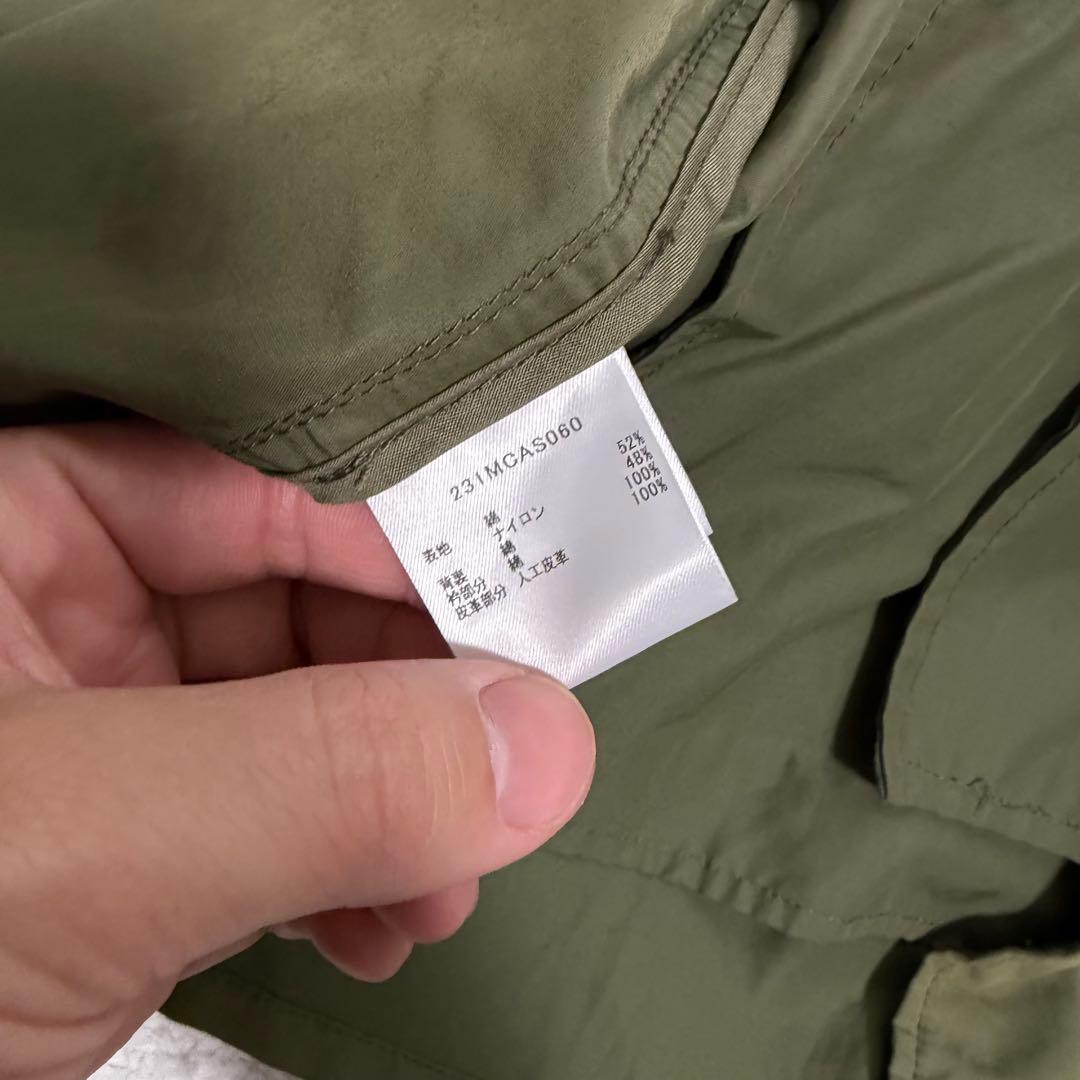 231MCAS060
表地 綿 52%
ナイロン 48%
背裏 綿 100%
衿部分 綿 100%
皮革部分 人工皮革